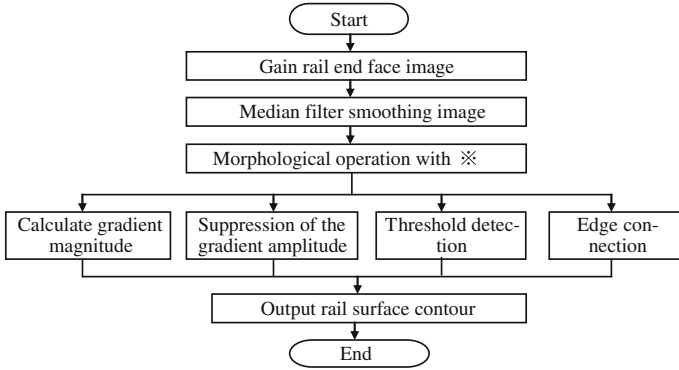 Start
Gain rail end face image
Median filter smoothing image
Morphological operation with ※
Calculate gradient
magnitude
Suppression of the
gradient amplitude
Threshold detec-
tion
Edge con-
nection
Output rail surface contour
End